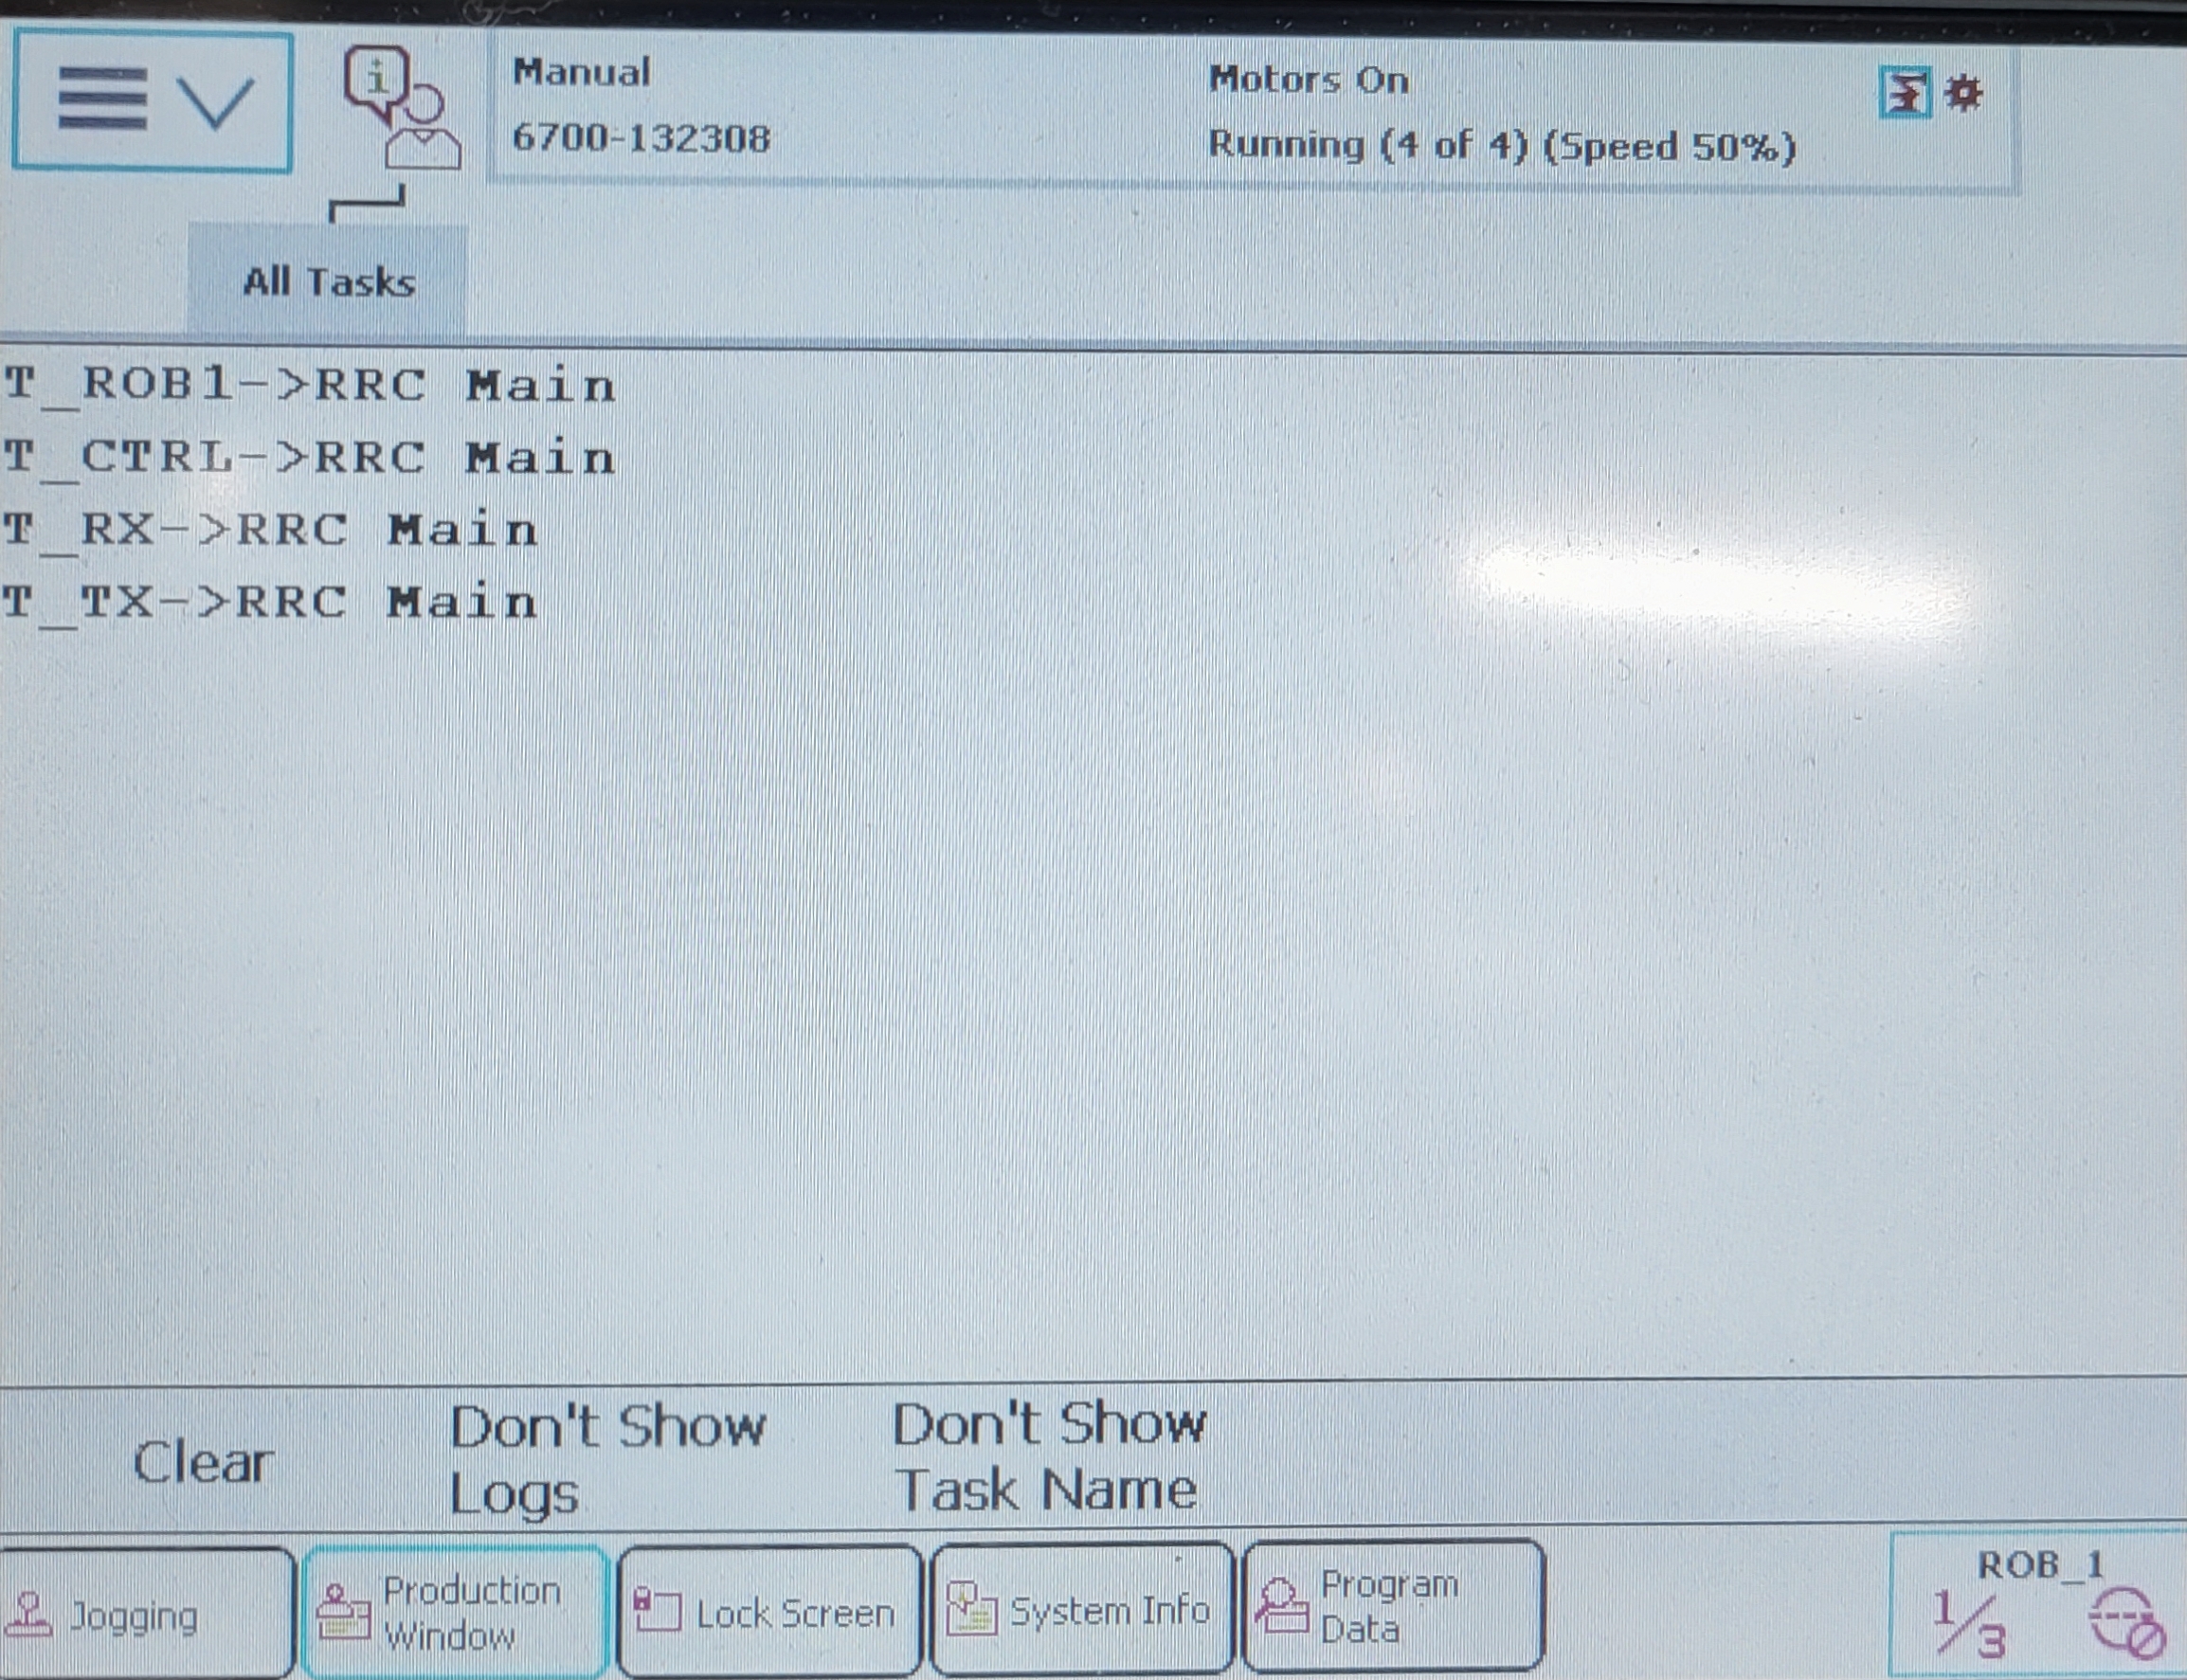 Manual
6700-132308
Motors On
Running (4 of 4) (Speed 50%)
All Tasks
T_ROB1->RRC Main
T_CTRL->RRC Main
T_RX->RRC Main
T_TX->RRC Main
Clear
Don't Show
Logs
Don't Show
Task Name
Jogging
Production
Window
Lock Screen
System Info
Program
Data
ROB_1
1/3